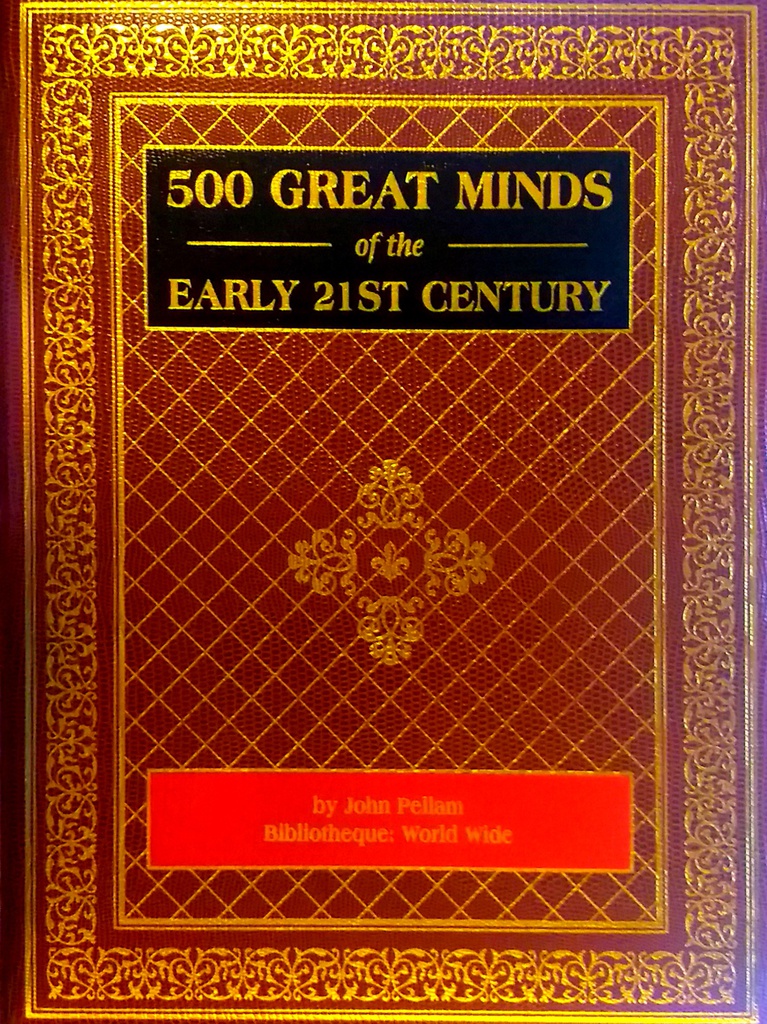 500 GREAT MINDS
of the
EARLY 21ST CENTURY
by John Pellam
Bibliotheque: World Wide